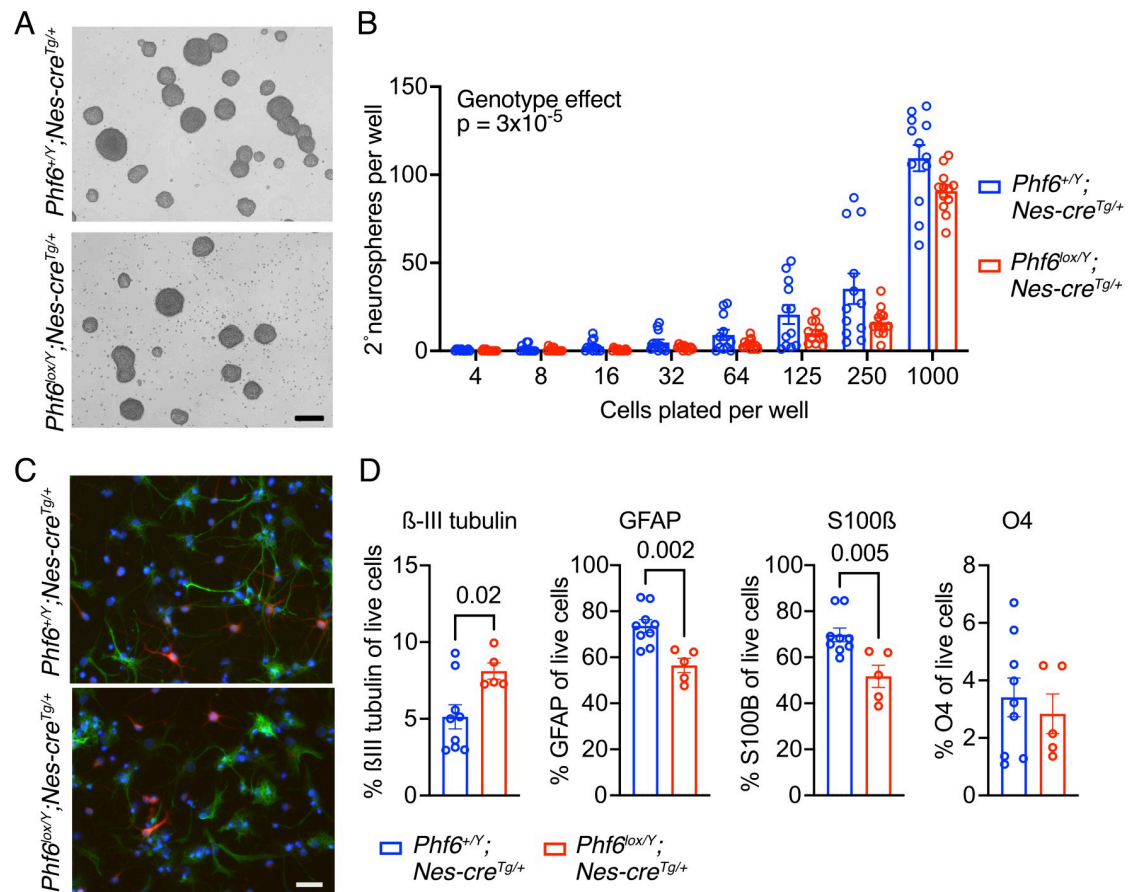 A
Phf6+/Y;Nes-creTg/+
Phf6lox/Y;Nes-creTg/+
B
2˚neurospheres per well
150
100
50
0
Genotype effect
p = 3x10-5
4 8 16 32 64 125 250 1000
Cells plated per well
Phf6+/Y;
Nes-creTg/+
Phf6lox/Y;
Nes-creTg/+
C
Phf6+/Y;Nes-creTg/+
Phf6lox/Y;Nes-creTg/+
D
ß-III tubulin
% ßIII tubulin of live cells
15
10
5
0
0.02
GFAP
% GFAP of live cells
100
80
60
40
20
0
0.002
S100ß
% S100B of live cells
100
80
60
40
20
0
0.005
O4
% O4 of live cells
8
6
4
2
0
Phf6+/Y;
Nes-creTg/+
Phf6lox/Y;
Nes-creTg/+